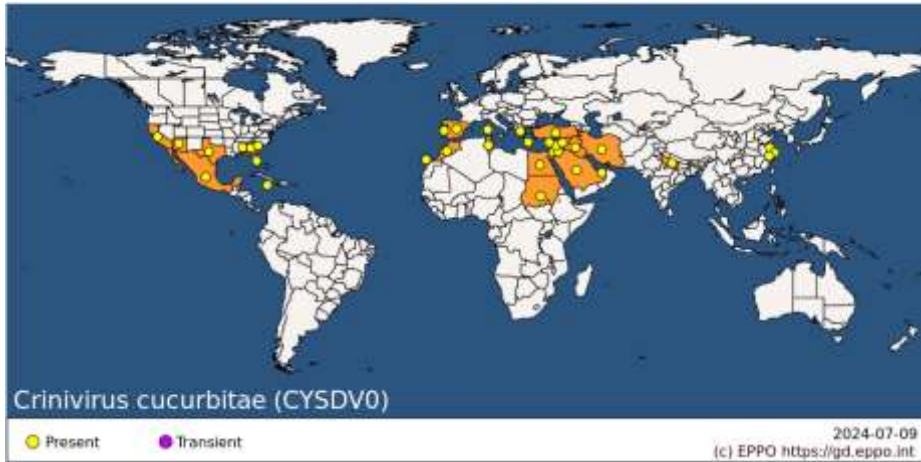 Crinivirus cucurbitae (CYSDV0)
Present
Transient
2024-07-09
(c) EPPO https://gd.eppo.int